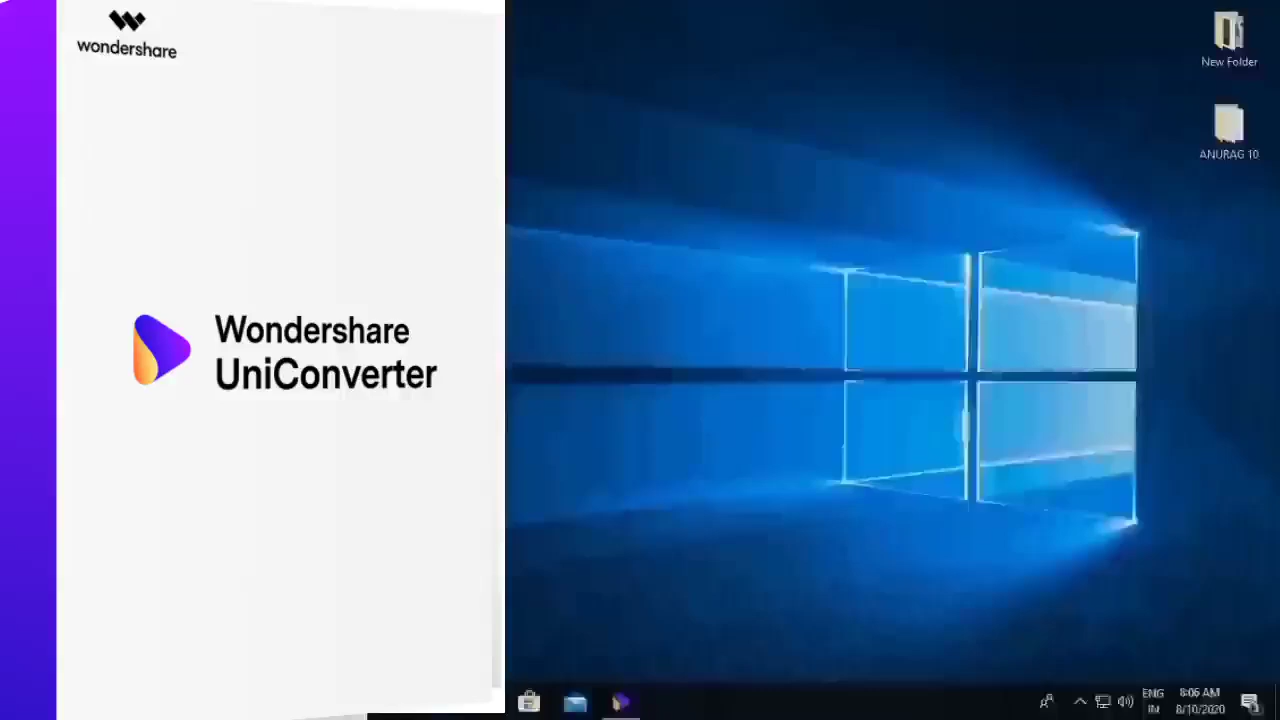 wondershare
Wondershare
UniConverter
New Folder
ANURAG 10
ENG
IN
8:06 AM
8/10/2020